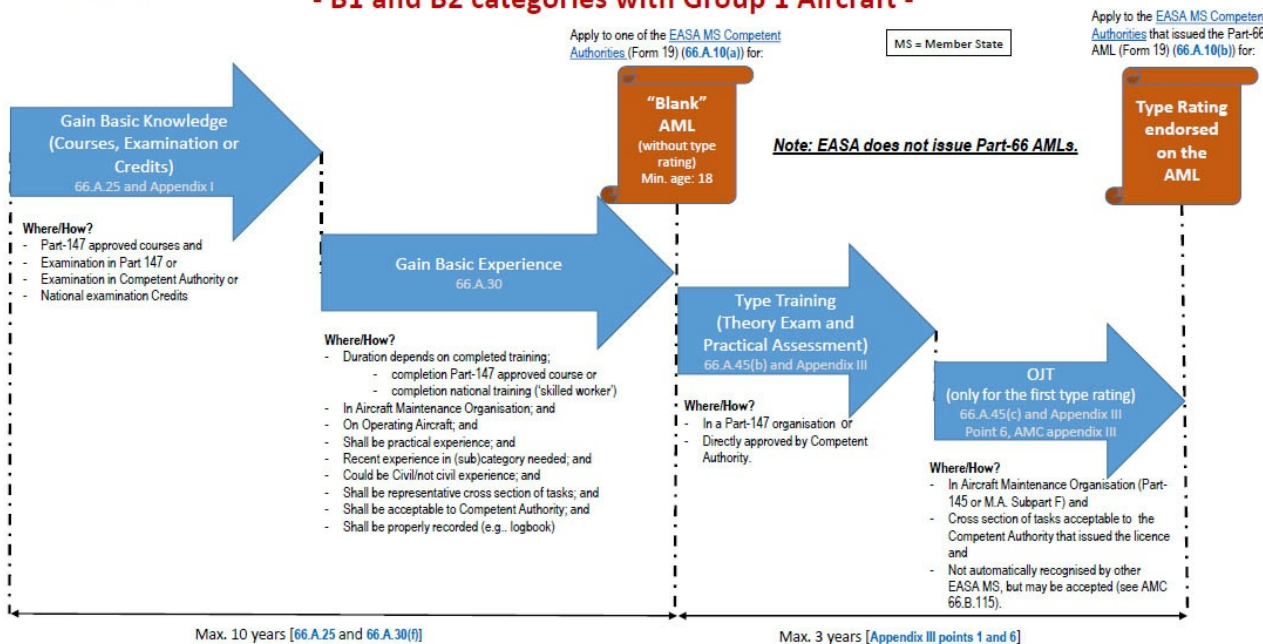 - B1 and B2 categories with Group 1 Aircraft -
Apply to one of the EASA MS Competent
Authorities (Form 19) (66.A.10(a)) for:
MS = Member State
Apply to the EASA MS Competent
Authorities that issued the Part-66
AML (Form 19) (66.A.10(b)) for:
Gain Basic Knowledge
(Courses, Examination or
Credits)
66.A.25 and Appendix I
"Blank"
AML
(without type
rating)
Min. age: 18
Note: EASA does not issue Part-66 AMLs.
Type Rating
endorsed
on the
AML
Where/How?
- Part-147 approved courses and
- Examination in Part 147 or
- Examination in Competent Authority or
- National examination Credits
Gain Basic Experience
66.A.30
Where/How?
- Duration depends on completed training;
- completion Part-147 approved course or
- completion national training ('skilled worker')
- In Aircraft Maintenance Organisation; and
- On Operating Aircraft; and
- Shall be practical experience; and
- Recent experience in (sub)category needed; and
- Could be Civil/not civil experience; and
- Shall be representative cross section of tasks; and
- Shall be acceptable to Competent Authority; and
- Shall be properly recorded (e.g.. logbook)
Type Training
(Theory Exam and
Practical Assessment)
66.A.45(b) and Appendix III
Where/How?
- In a Part-147 organisation or
- Directly approved by Competent
Authority.
OJT
(only for the first type rating)
66.A.45(c) and Appendix III
Point 6, AMC appendix III
Where/How?
- In Aircraft Maintenance Organisation (Part-
145 or M.A. Subpart F) and
- Cross section of tasks acceptable to the
Competent Authority that issued the licence
and
- Not automatically recognised by other
EASA MS, but may be accepted (see AMC
66.B.115).
Max. 10 years [66.A.25 and 66.A.30(f)]
Max. 3 years [Appendix III points 1 and 6]